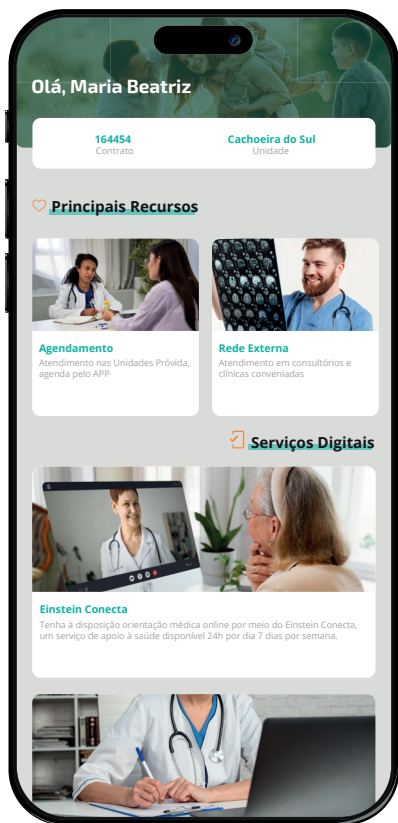 Olá, Maria Beatriz
164454
Contrato
Cachoeira do Sul
Unidade
Principais Recursos
Agendamento
Atendimento nas Unidades Próvida,
agenda pelo APP
Rede Externa
Atendimento em consultórios e
clínicas conveniadas
Serviços Digitais
Einstein Conecta
Tenha à disposição orientação médica online por meio do Einstein Conecta,
um serviço de apoio à saúde disponível 24h por dia 7 dias por semana.